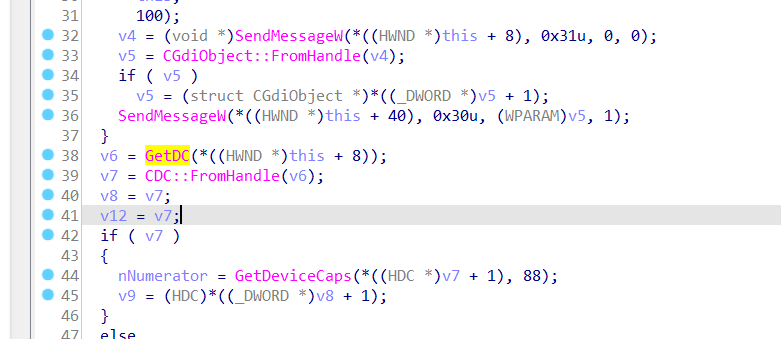 31 this,
32 100);
32 v4 = (void *)SendMessageW(*((HWND *)this + 8), 0x31u, 0, 0);
33 v5 = CGdiObject::FromHandle(v4);
34 if ( v5 )
35 v5 = (struct CGdiObject *)*((_DWORD *)v5 + 1);
36 SendMessageW(*((HWND *)this + 40), 0x30u, (WPARAM)v5, 1);
37 }
38 v6 = GetDC(*((HWND *)this + 8));
39 v7 = CDC::FromHandle(v6);
40 v8 = v7;
41 v12 = v7;
42 if ( v7 )
43 {
44 nNumerator = GetDeviceCaps(*((HDC *)v7 + 1), 88);
45 v9 = (HDC)*((_DWORD *)v8 + 1);
46 }
47 else